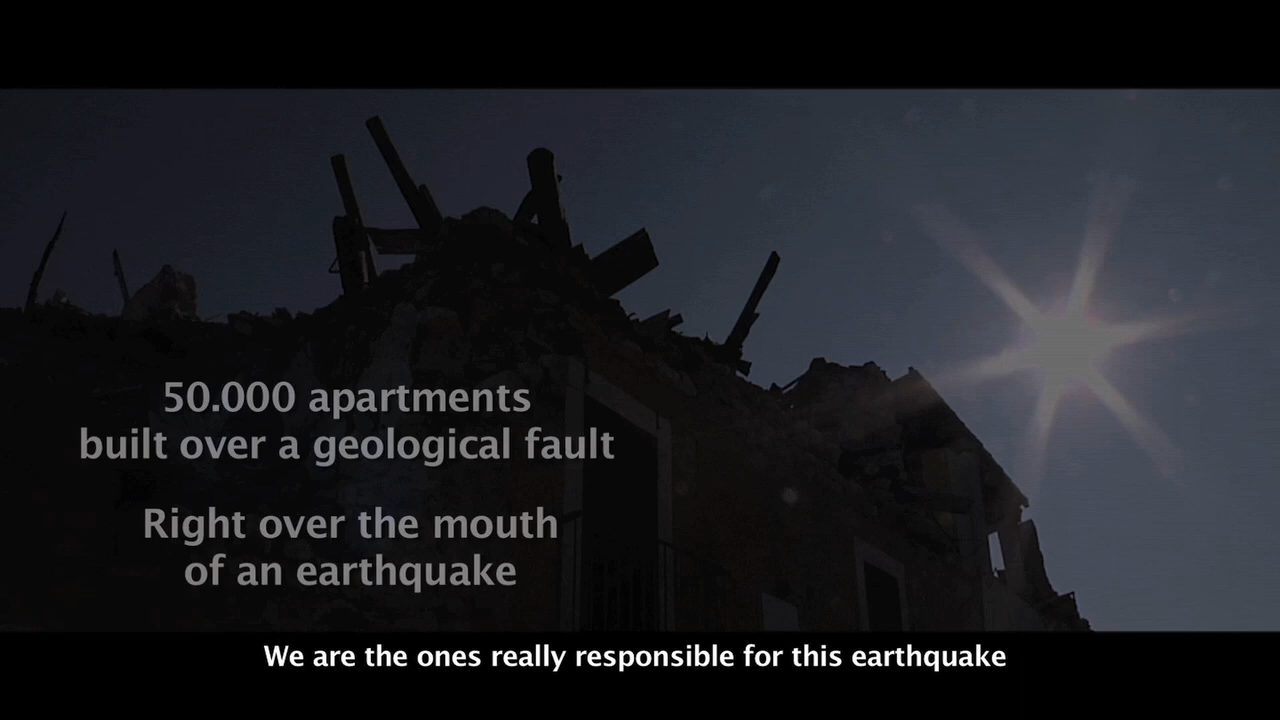 50.000 apartments
built over a geological fault
Right over the mouth
of an earthquake
We are the ones really responsible for this earthquake